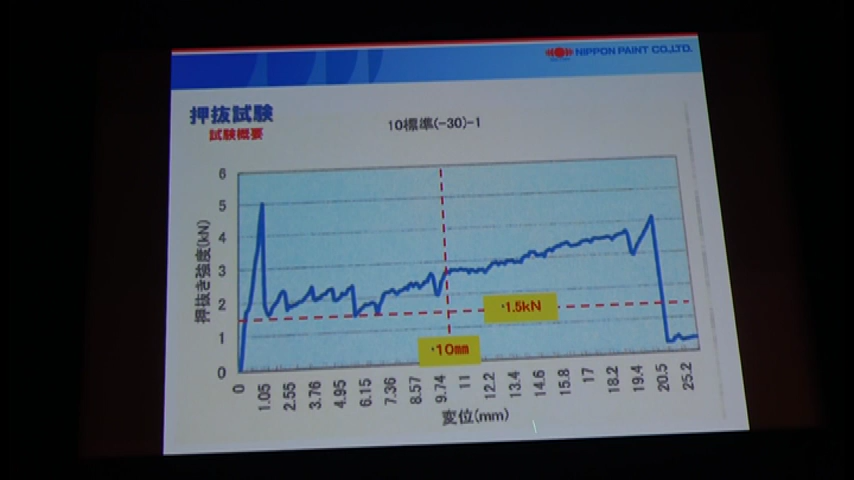 NIPPON PAINT CO.,LTD.
押抜試験
試験概要
10標準(-30)-1
押抜き強度(kN)
6
5
4
3
2
1
0
・1.5kN
・10mm
0 1.05 2.55 3.76 4.95 6.15 7.36 8.57 9.74 11 12.2 13.4 14.6 15.8 17 18.2 19.4 20.5 25.2
変位(mm)